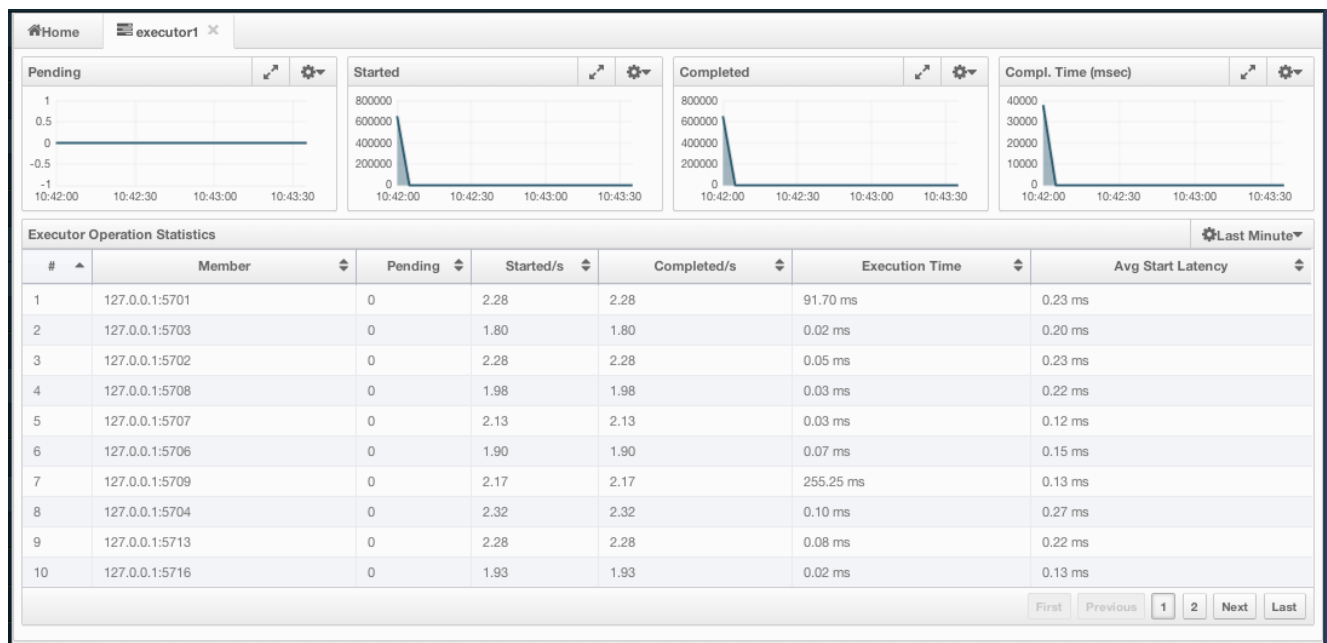 Home executor1
Pending Started Completed Compl. Time (msec)
1 800000 800000 40000
0.5 600000 600000 30000
0 400000 400000 20000
-0.5 200000 200000 10000
-1 0 0 0
10:42:00 10:42:30 10:43:00 10:43:30 10:42:00 10:42:30 10:43:00 10:43:30 10:42:00 10:42:30 10:43:00 10:43:30 10:42:00 10:42:30 10:43:00 10:43:30
Executor Operation Statistics Last Minute
# Member Pending Started/s Completed/s Execution Time Avg Start Latency
1 127.0.0.1:5701 0 2.28 2.28 91.70 ms 0.23 ms
2 127.0.0.1:5703 0 1.80 1.80 0.02 ms 0.20 ms
3 127.0.0.1:5702 0 2.28 2.28 0.05 ms 0.23 ms
4 127.0.0.1:5708 0 1.98 1.98 0.03 ms 0.22 ms
5 127.0.0.1:5707 0 2.13 2.13 0.03 ms 0.12 ms
6 127.0.0.1:5706 0 1.90 1.90 0.07 ms 0.15 ms
7 127.0.0.1:5709 0 2.17 2.17 255.25 ms 0.13 ms
8 127.0.0.1:5704 0 2.32 2.32 0.10 ms 0.27 ms
9 127.0.0.1:5713 0 2.28 2.28 0.08 ms 0.22 ms
10 127.0.0.1:5716 0 1.93 1.93 0.02 ms 0.13 ms
First Previous 1 2 Next Last